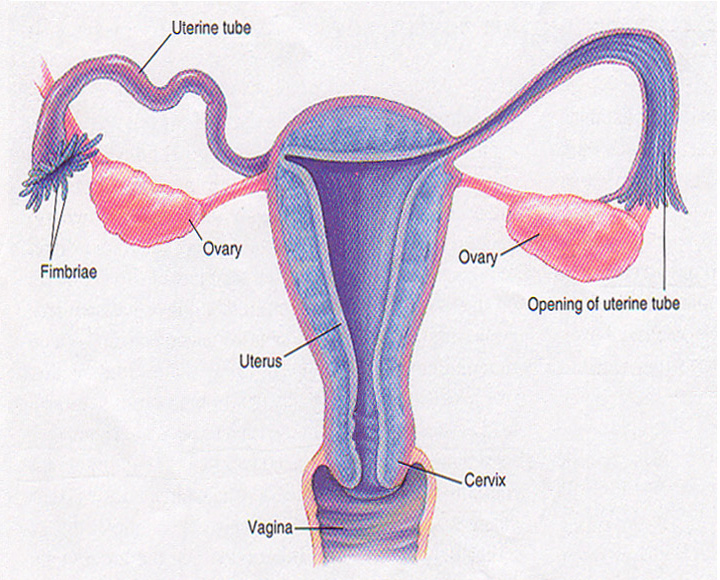 Uterine tube
Ovary
Ovary
Fimbriae
Opening of uterine tube
Uterus
Cervix
Vagina